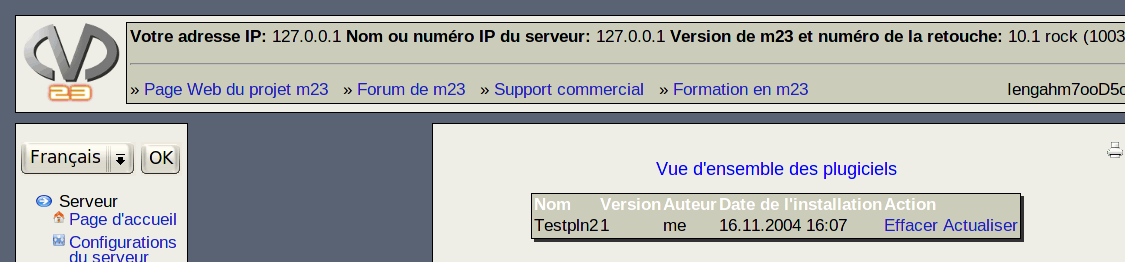 Votre adresse IP: 127.0.0.1 Nom ou numéro IP du serveur: 127.0.0.1 Version de m23 et numéro de la retouche: 10.1 rock (1003
» Page Web du projet m23 » Forum de m23 » Support commercial » Formation en m23
23
Français OK
Serveur
Page d'accueil
Configurations
du serveur
Vue d'ensemble des plugiciels
Nom Version Auteur Date de l'installation Action
Testpln2 1 me 16.11.2004 16:07 Effacer Actualiser